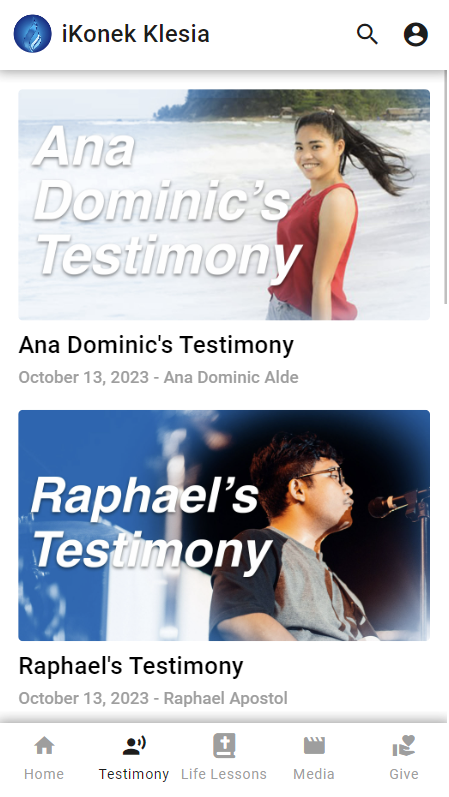 iKonek Klesia
Ana
Dominic’s
Testimony
Ana Dominic's Testimony
October 13, 2023 - Ana Dominic Alde
Raphael’s
Testimony
Raphael's Testimony
October 13, 2023 - Raphael Apostol
Home Testimony Life Lessons Media Give